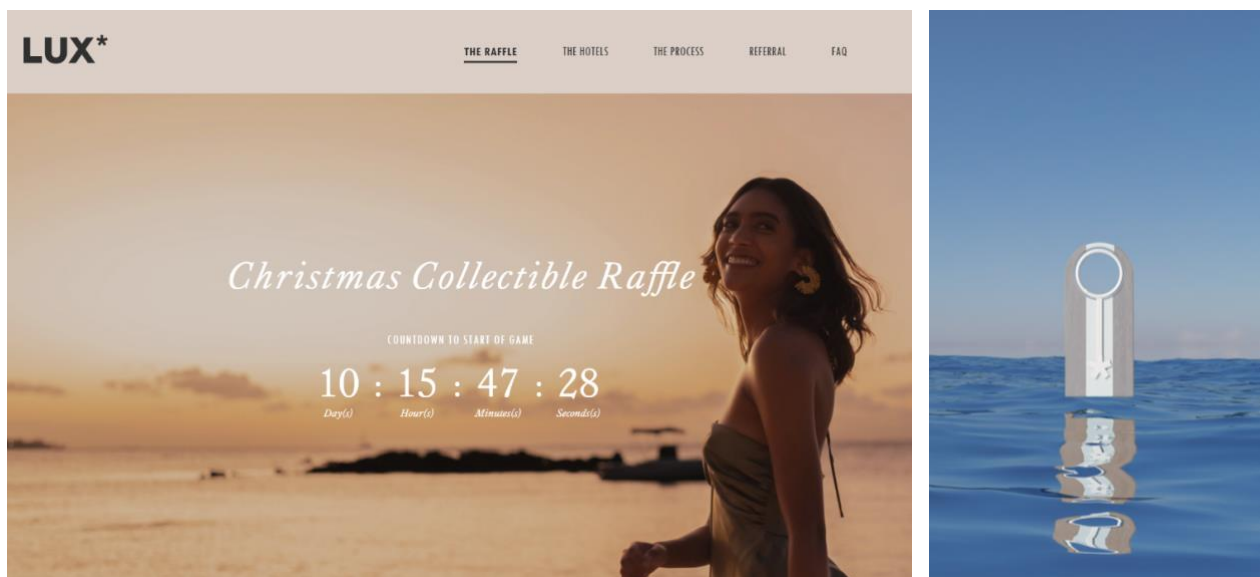 LUX*
THE RAFFLE THE HOTELS THE PROCESS REFERRAL FAQ
Christmas Collectible Raffle
COUNTDOWN TO START OF GAME
10 : 15 : 47 : 28
Day(s) Hour(s) Minutes(s) Seconds(s)